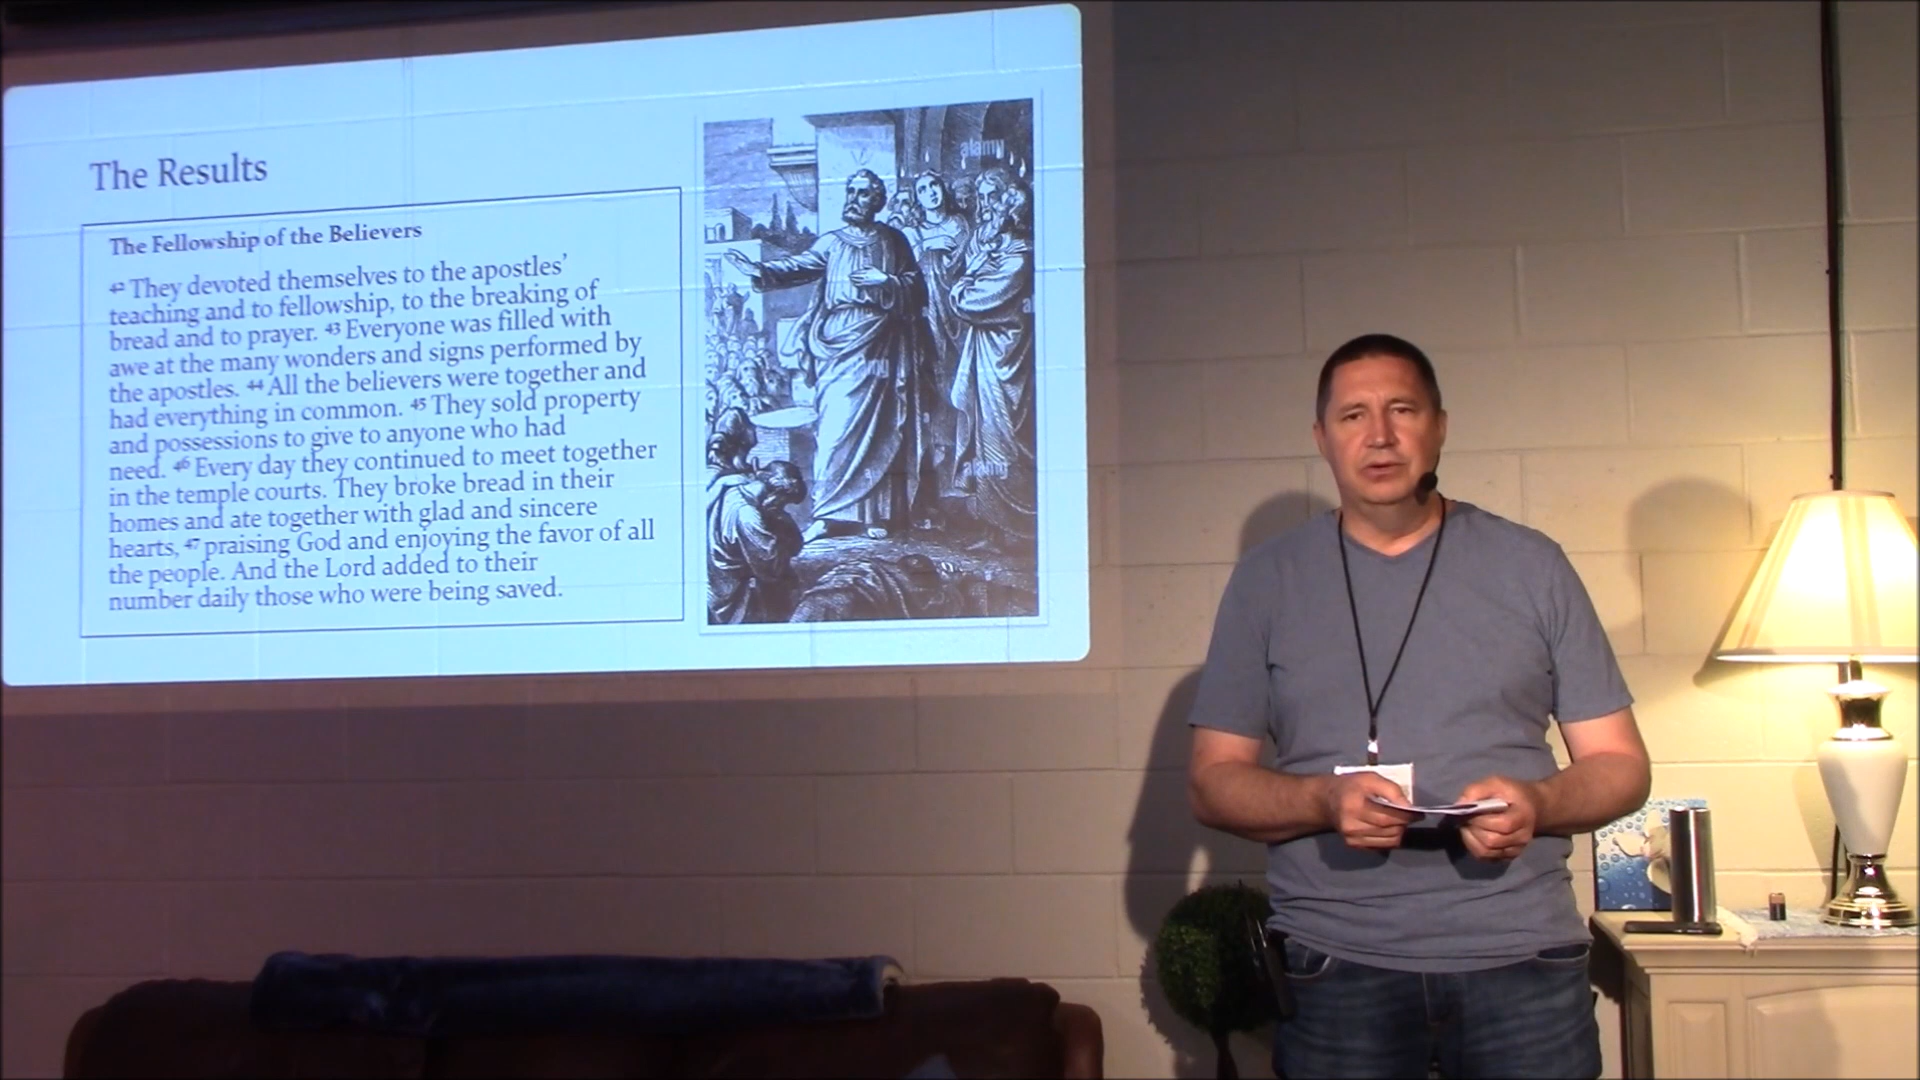 The Results
The Fellowship of the Believers
42 They devoted themselves to the apostles'
teaching and to fellowship, to the breaking of
bread and to prayer. 43 Everyone was filled with
awe at the many wonders and signs performed by
the apostles. 44 All the believers were together and
had everything in common. 45 They sold property
and possessions to give to anyone who had
need. 46 Every day they continued to meet together
in the temple courts. They broke bread in their
homes and ate together with glad and sincere
hearts, 47 praising God and enjoying the favor of all
the people. And the Lord added to their
number daily those who were being saved.
alamy
alamy